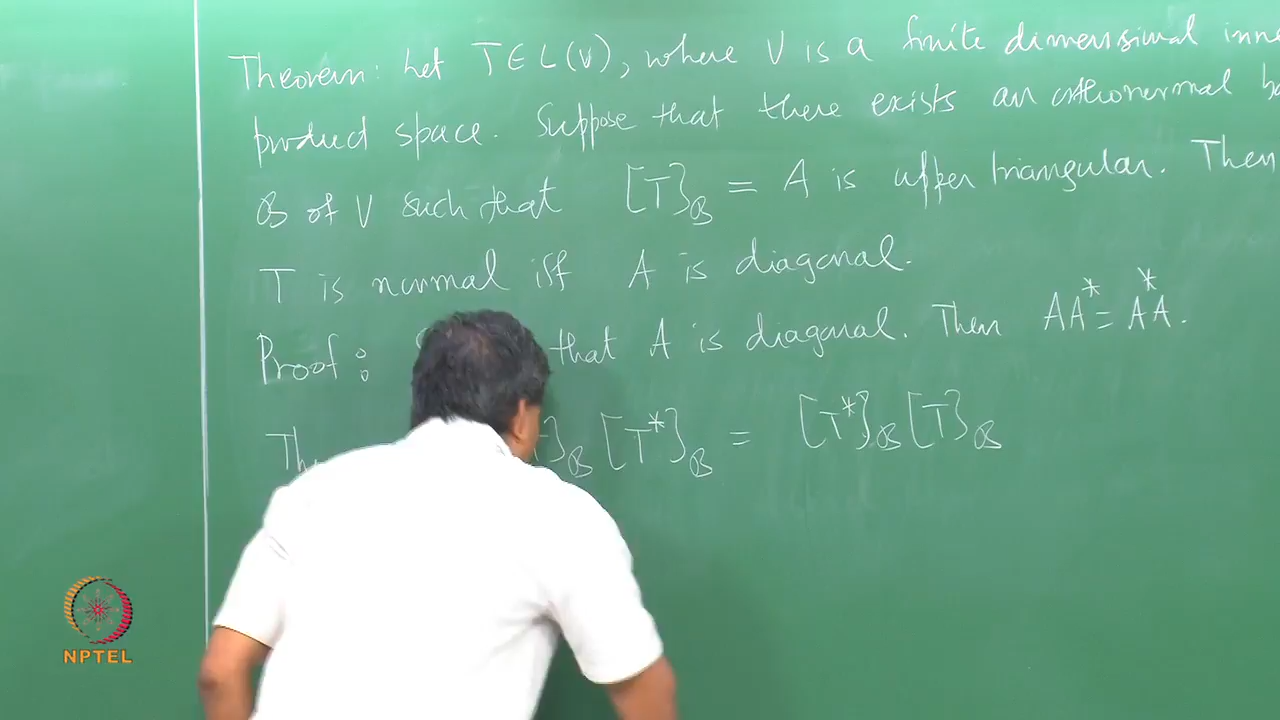 Theorem: Let T ∈ L(V), where V is a finite dimensional inne
product space. Suppose that there exists an orthonormal ba
B of V such that [T]_B = A is upper triangular. Then
T is normal iff A is diagonal.
Proof: that A is diagonal. Then AA* = A*A.
]_B [T*]_B = [T*]_B [T]_B
NPTEL